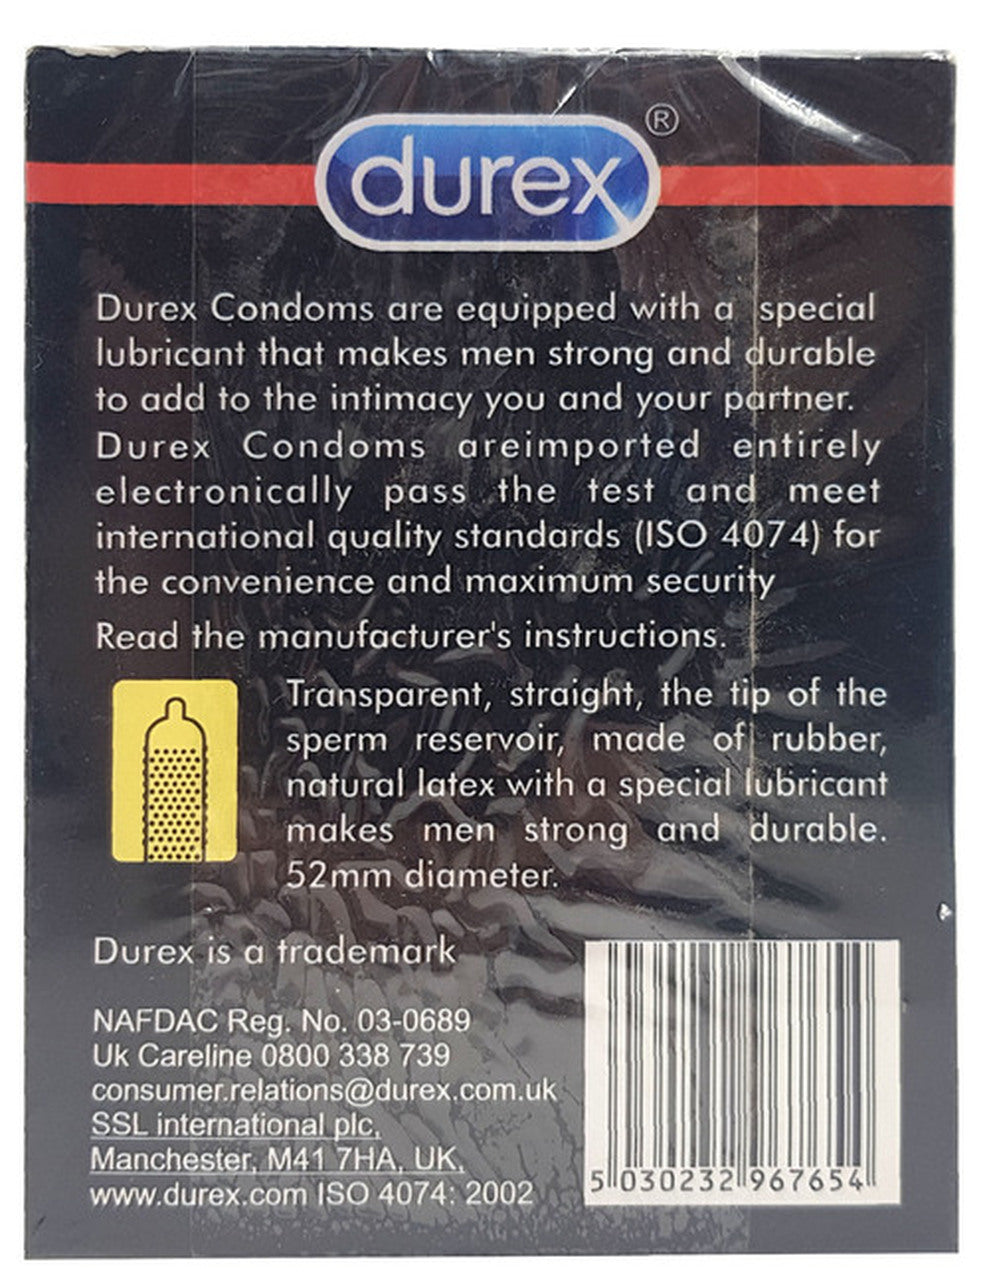 durex®
Durex Condoms are equipped with a special
lubricant that makes men strong and durable
to add to the intimacy you and your partner.
Durex Condoms areimported entirely
electronically pass the test and meet
international quality standards (ISO 4074) for
the convenience and maximum security
Read the manufacturer's instructions.
Transparent, straight, the tip of the
sperm reservoir, made of rubber,
natural latex with a special lubricant
makes men strong and durable.
52mm diameter.
Durex is a trademark
NAFDAC Reg. No. 03-0689
Uk Careline 0800 338 739
consumer.relations@durex.com.uk
SSL international plc,
Manchester, M41 7HA, UK,
www.durex.com ISO 4074: 2002
5 030232 967654